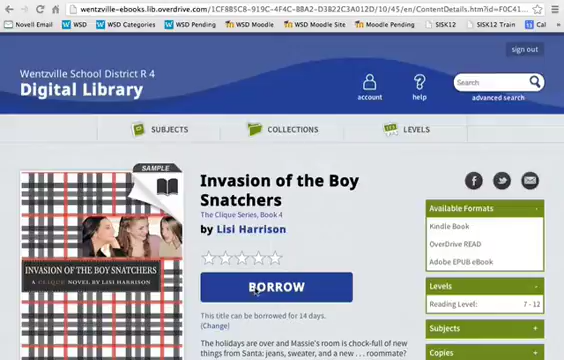 wentzville-ebooks.lib.overdrive.com/1CF8B5C8-919C-4F4C-8BA2-D3B22C3A012D/10/45/en/ContentDetails.htm?id=F0C41...
Novell Email WSD Categories WSD Pending WSD Moodle WSD Moodle Site Moodle Pending SISK12 SISK12 Train Cal
sign out
Wentzville School District R 4
Digital Library
account
help
Search
advanced search
SUBJECTS
COLLECTIONS
LEVELS
SAMPLE
INVASION OF THE BOY SNATCHERS
A CLIQUE NOVEL BY LISI HARRISON
Invasion of the Boy
Snatchers
The Clique Series, Book 4
by Lisi Harrison
BORROW
This title can be borrowed for 14 days.
(Change)
The holidays are over and Massie's room is chock-full of new
things from Santa: jeans, sweater, and a new . . . roommate?
Available Formats -
Kindle Book
OverDrive READ
Adobe EPUB eBook
Levels -
Reading Level: 7 - 12
Subjects +
Copies +